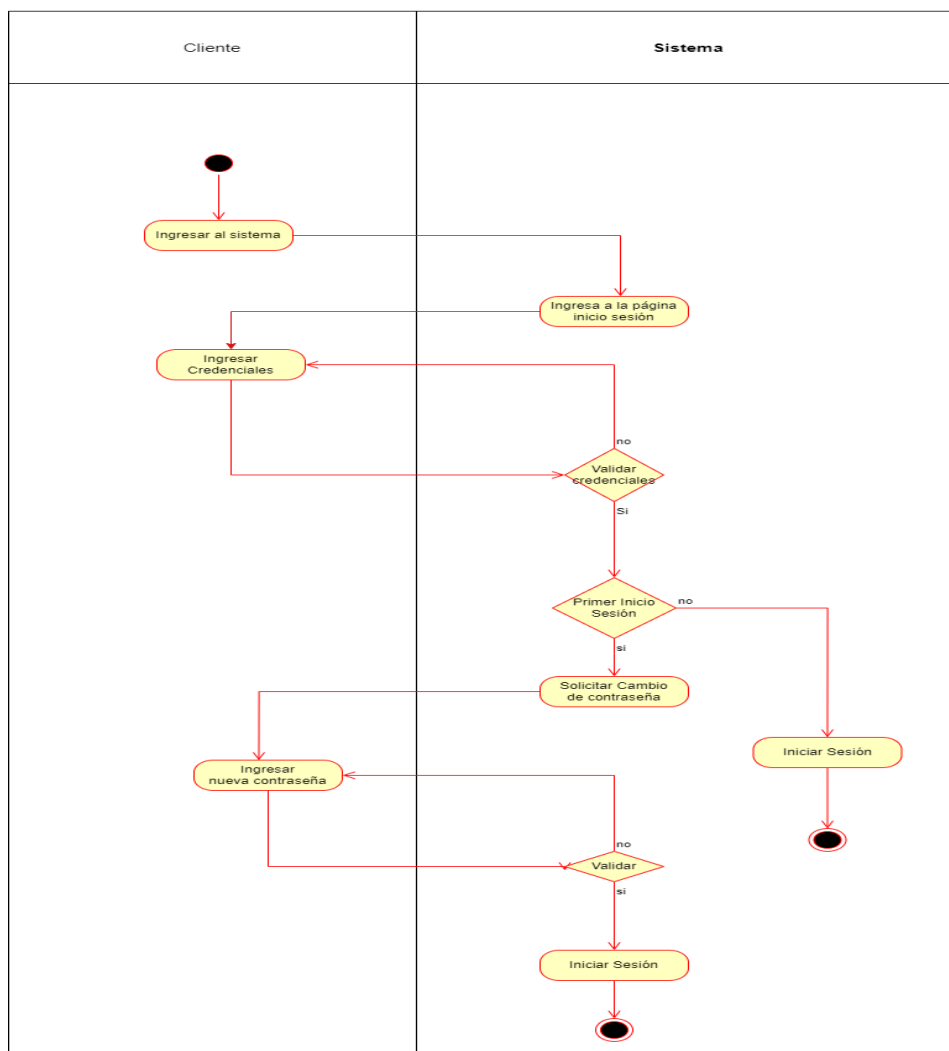 Cliente
Sistema
Ingresar al sistema
Ingresa a la página
inicio sesión
Ingresar
Credenciales
no
Validar
credenciales
Si
Primer Inicio
Sesión
no
si
Solicitar Cambio
de contraseña
Iniciar Sesión
Ingresar
nueva contraseña
no
Validar
si
Iniciar Sesión